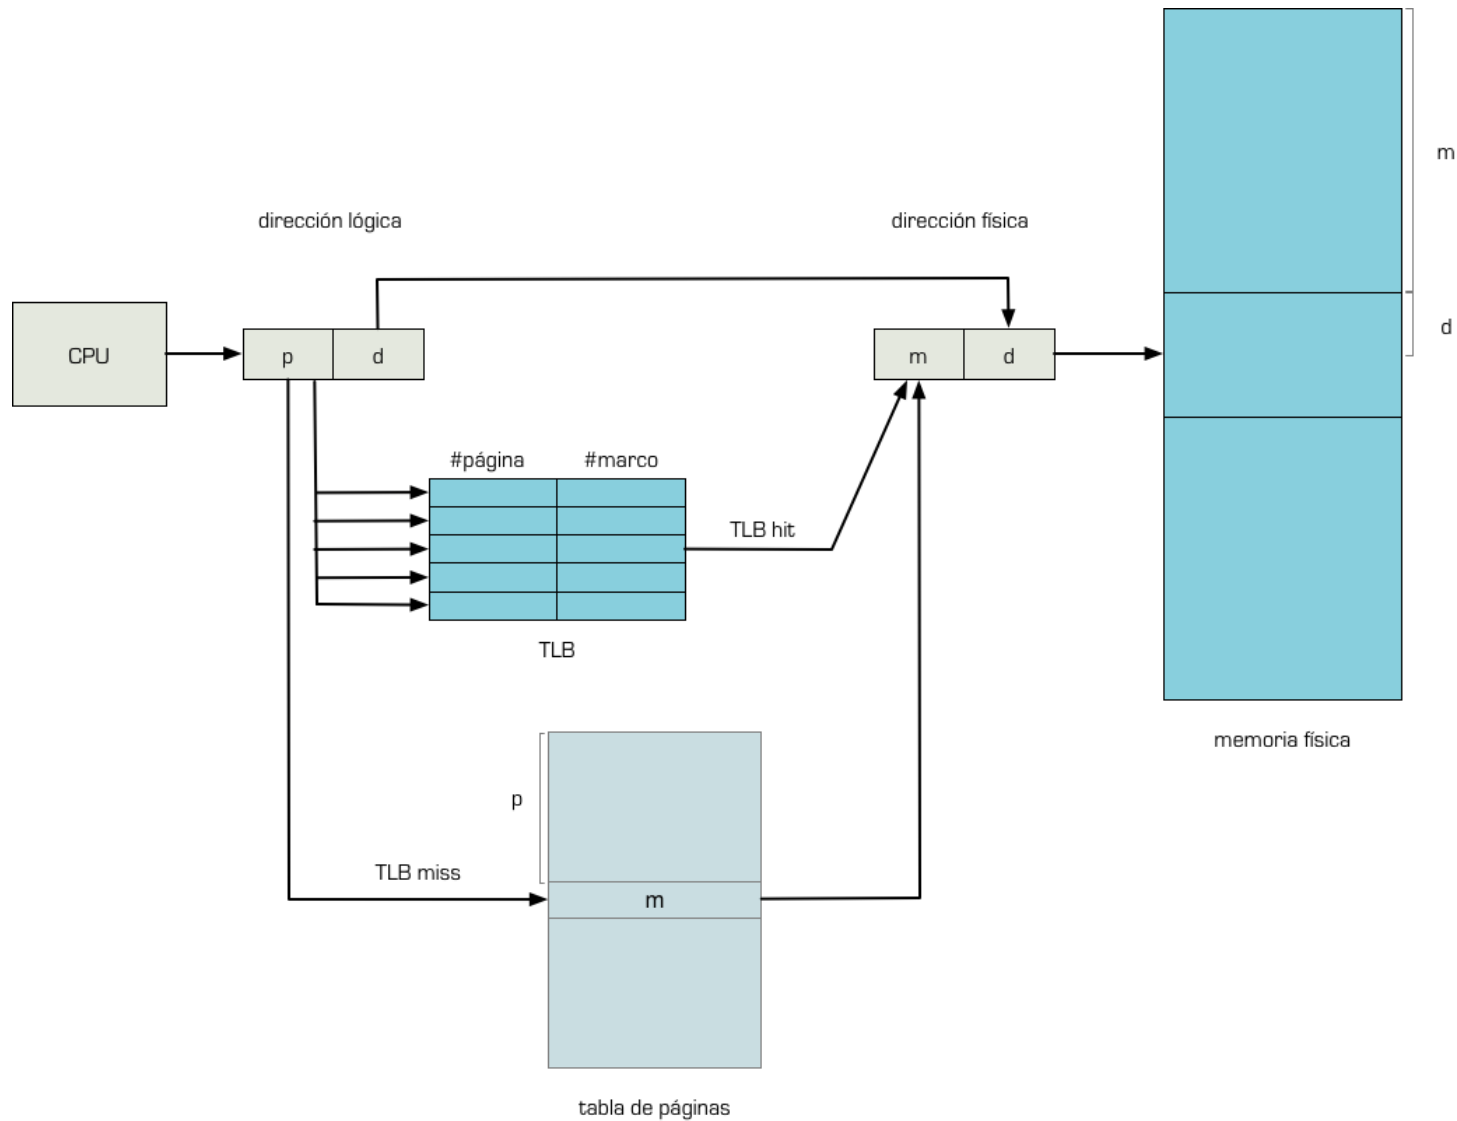 m
dirección lógica
dirección física
CPU
p
d
m
d
d
#página
#marco
TLB hit
TLB
memoria física
p
TLB miss
m
tabla de páginas